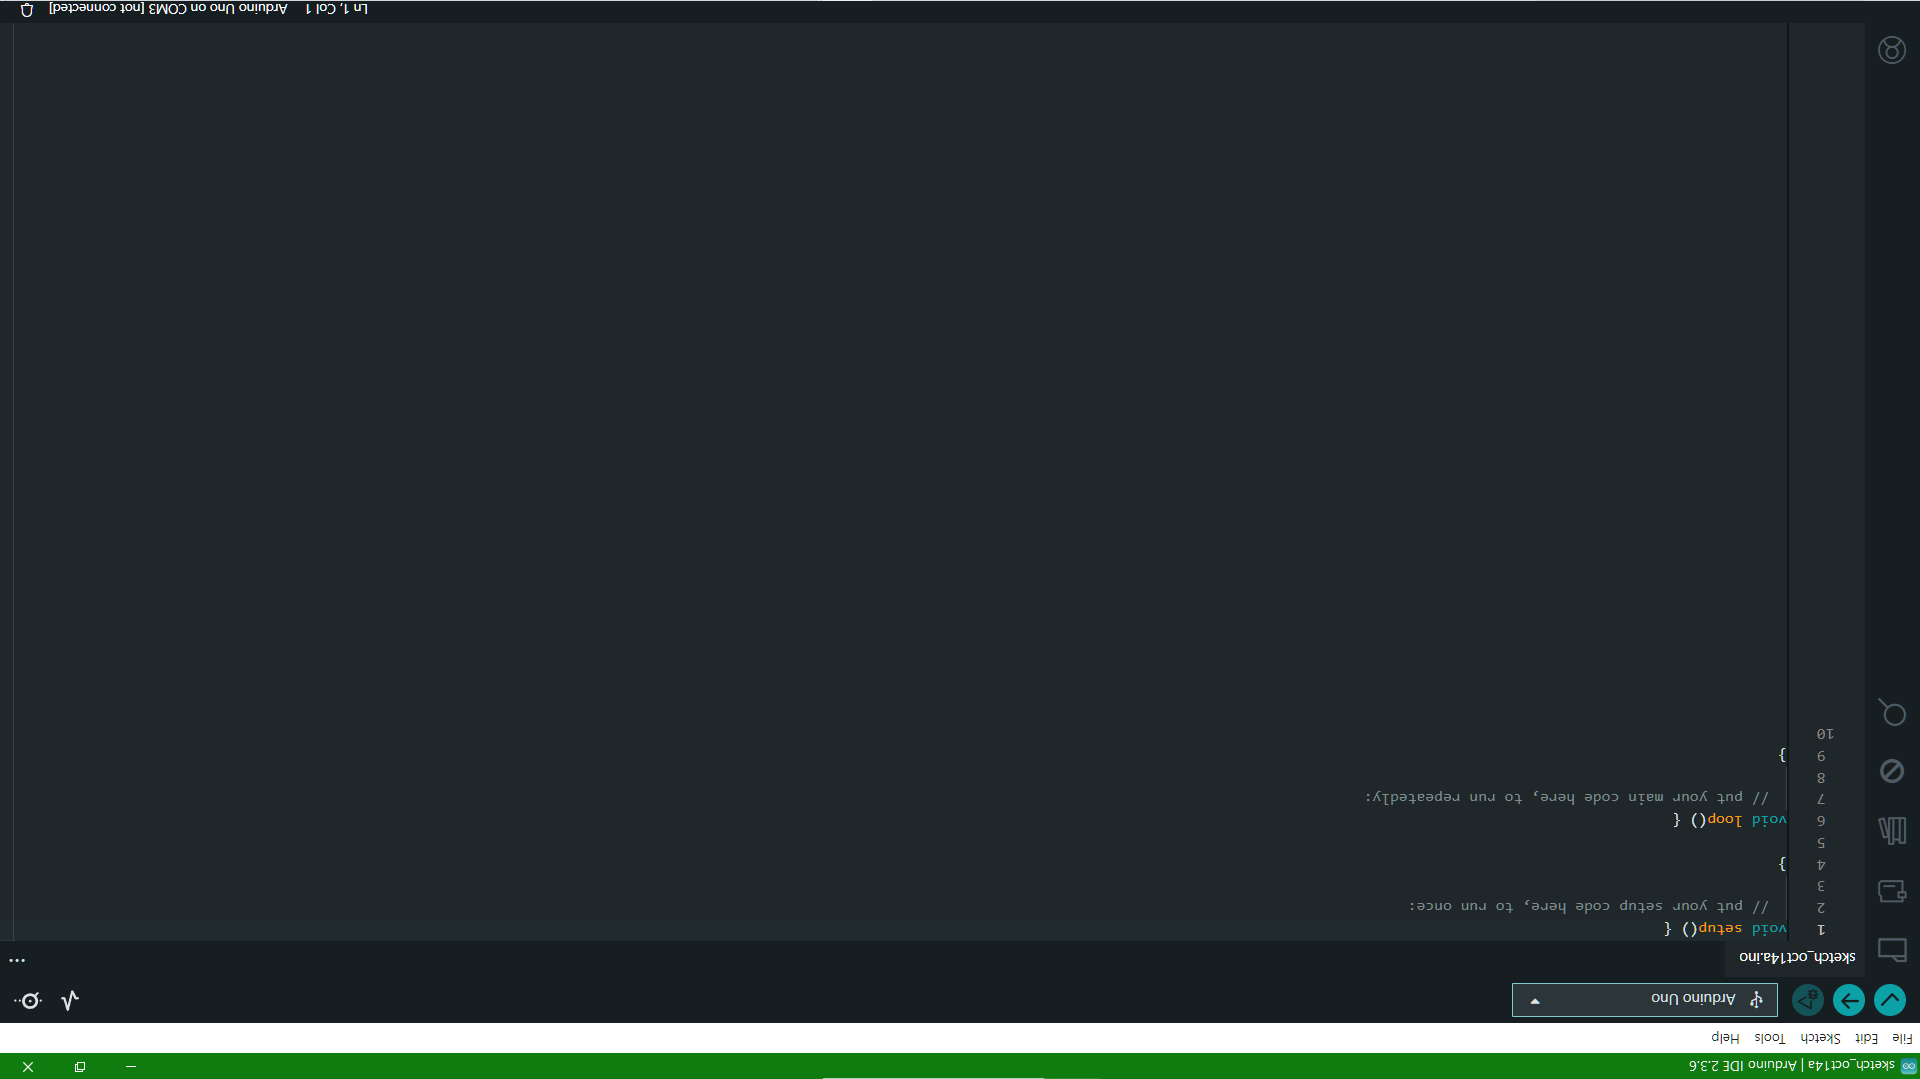 sketch_oct14a | Arduino IDE 2.3.6
File Edit Sketch Tools Help
Arduino Uno
sketch_oct14a.ino
1 void setup() {
2 // put your setup code here, to run once:
3
4 }
5
6 void loop() {
7 // put your main code here, to run repeatedly:
8
9 }
10
Ln 1, Col 1 Arduino Uno on COM3 [not connected]